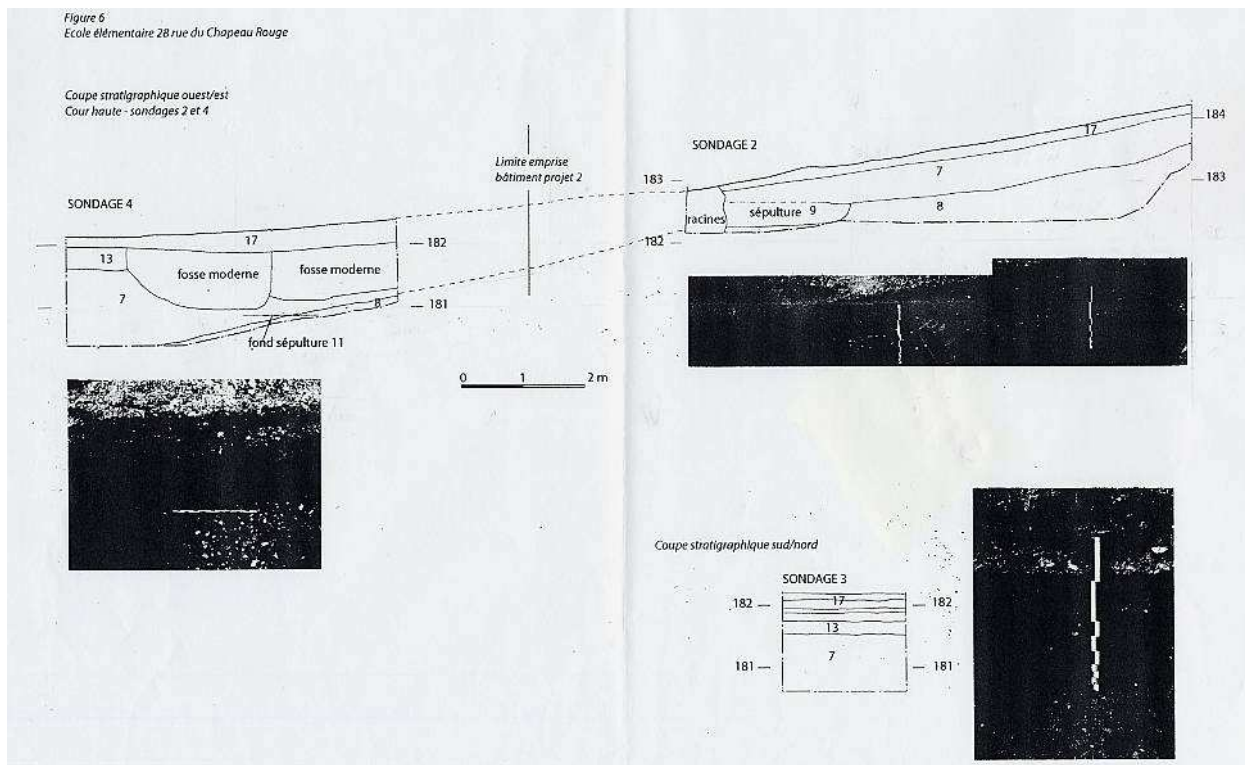 Figure 6
Ecole élémentaire 28 rue du Chapeau Rouge
Coupe stratigraphique ouest/est
Cour haute - sondages 2 et 4
SONDAGE 4
17
13
fosse moderne
fosse moderne
7
8
fond sépulture 11
182
181
Limite emprise
bâtiment projet 2
0 1 2 m
SONDAGE 2
183
182
17
7
8
racines
sépulture 9
184
183
Coupe stratigraphique sud/nord
SONDAGE 3
182 17 182
13
7
181 181